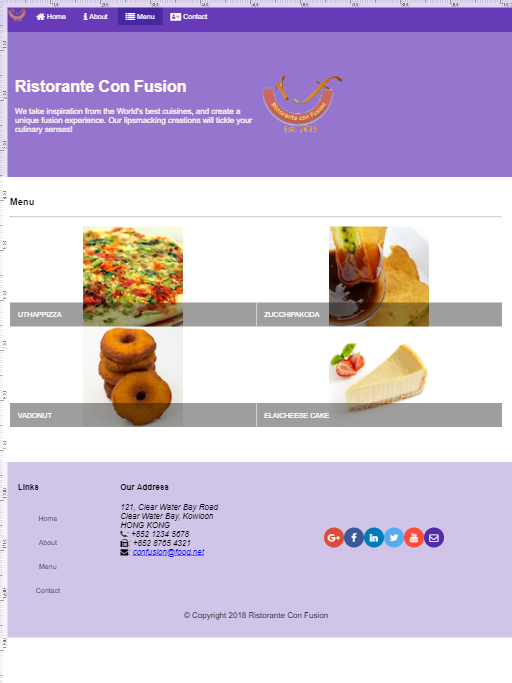 Home
About
Menu
Contact
Ristorante Con Fusion
We take inspiration from the World's best cuisines, and create a
unique fusion experience. Our lipsmacking creations will tickle your
culinary senses!
Ristorante con Fusion
Est. 2013
Menu
UTHAPPIZZA
ZUCCHIPAKODA
VADONUT
ELAICHEESE CAKE
Links
Home
About
Menu
Contact
Our Address
121, Clear Water Bay Road
Clear Water Bay, Kowloon
HONG KONG
: +852 1234 5678
: +852 8765 4321
: confusion@food.net
© Copyright 2018 Ristorante Con Fusion